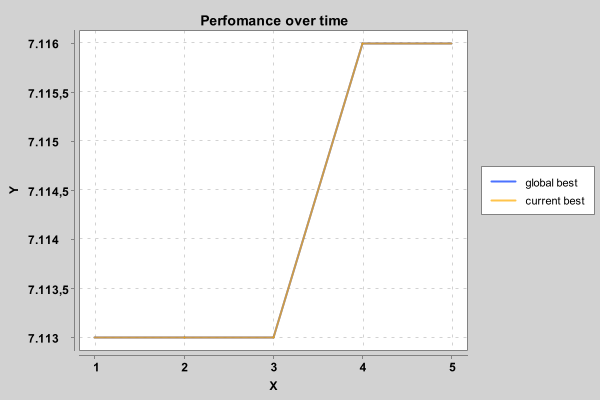 Perfomance over time
7.116
7.115,5
7.115
7.114,5
7.114
7.113,5
7.113
Y
1 2 3 4 5
X
global best
current best